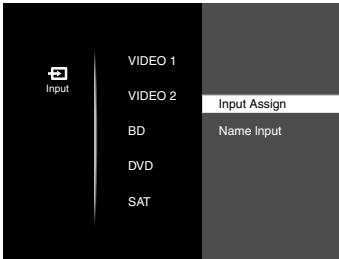 Input
VIDEO 1
VIDEO 2
BD
DVD
SAT
Input Assign
Name Input